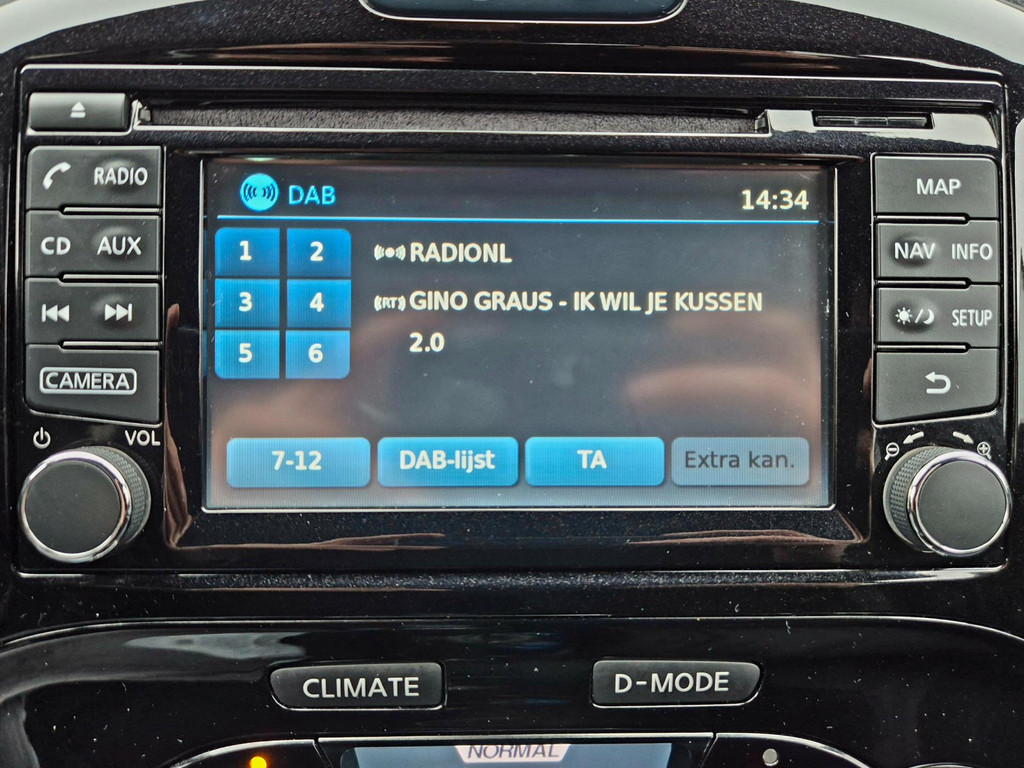 RADIO
CD AUX
CAMERA
VOL
DAB
14:34
1 2
3 4
5 6
RADIONL
RT GINO GRAUS - IK WIL JE KUSSEN
2.0
7-12 DAB-lijst TA Extra kan.
MAP
NAV INFO
SETUP
CLIMATE D-MODE
NORMAL